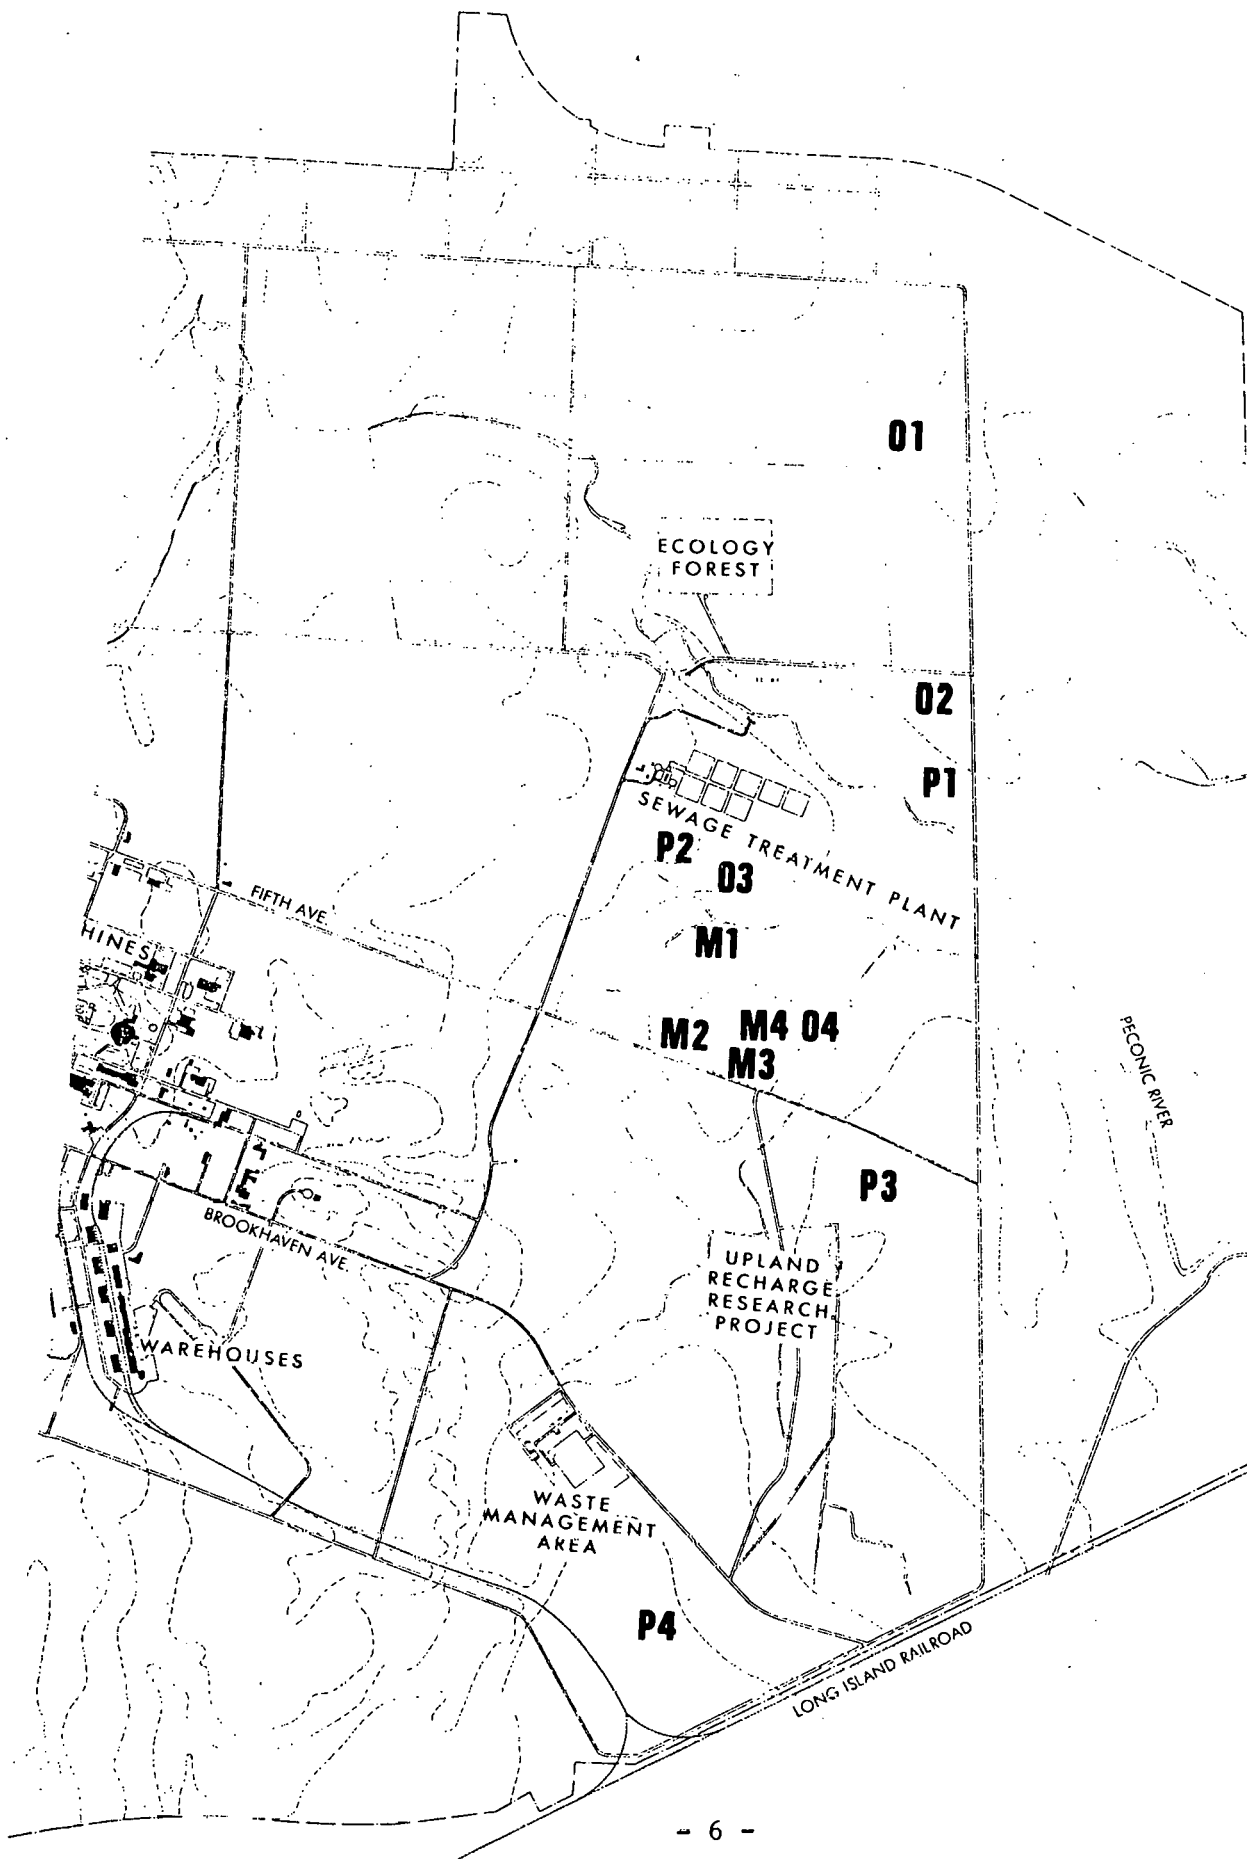 01
ECOLOGY
FOREST
02
P1
SEWAGE TREATMENT PLANT
P2
03
FIFTH AVE.
HINES
M1
M2
M4 04
M3
PECONIC RIVER
P3
BROOKHAVEN AVE.
UPLAND
RECHARGE
RESEARCH
PROJECT
WAREHOUSES
WASTE
MANAGEMENT
AREA
P4
LONG ISLAND RAILROAD
- 6 -